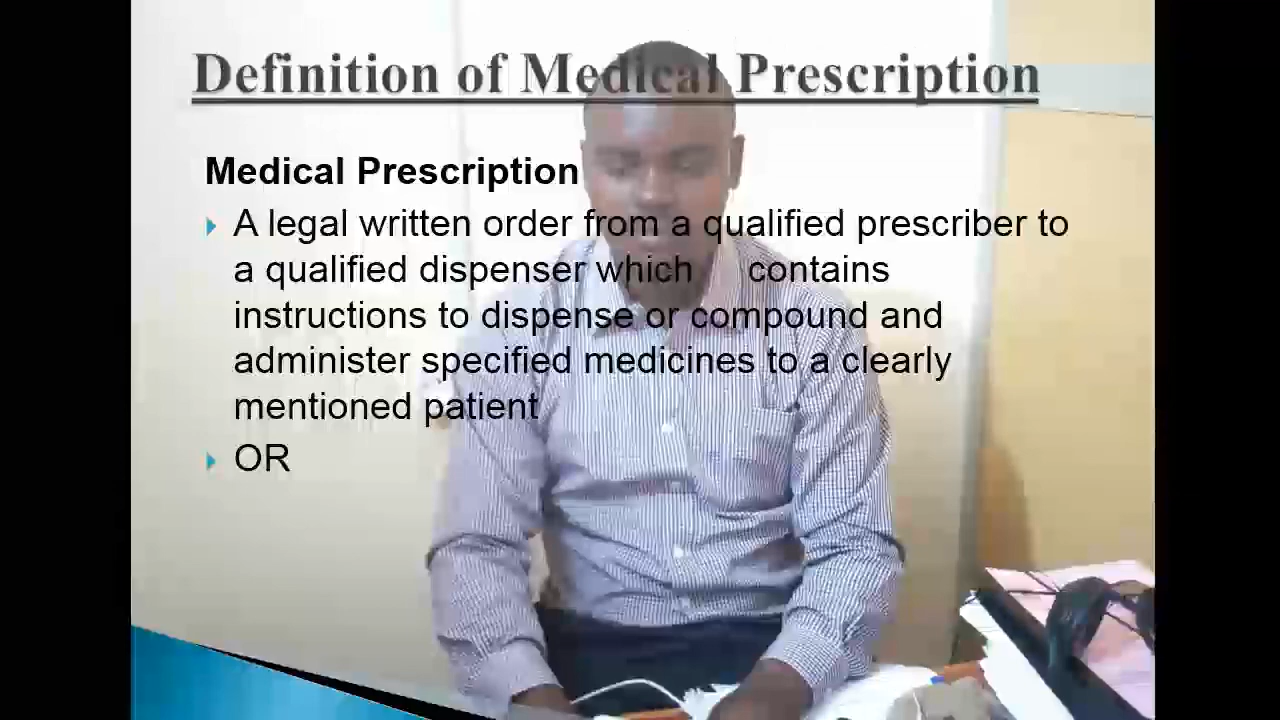 Definition of Medical Prescription
Medical Prescription
A legal written order from a qualified prescriber to
a qualified dispenser which contains
instructions to dispense or compound and
administer specified medicines to a clearly
mentioned patient
OR